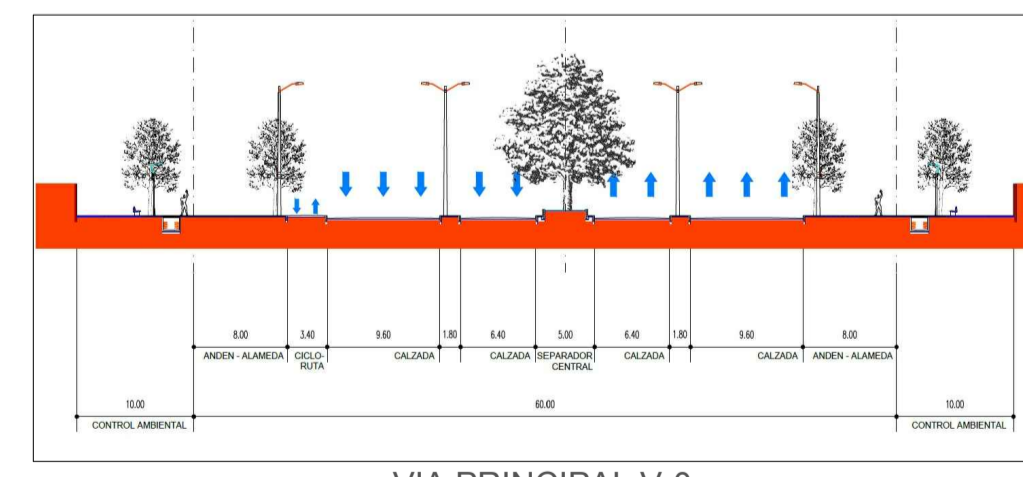 8.00 3.40 9.60 1.80 6.40 5.00 6.40 1.80 9.60 8.00
ANDEN - ALAMEDA CICLO- CALZADA CALZADA SEPARADOR CALZADA CALZADA ANDEN - ALAMEDA
RUTA CENTRAL
10.00 60.00 10.00
CONTROL AMBIENTAL CONTROL AMBIENTAL
VIA PRINCIPAL